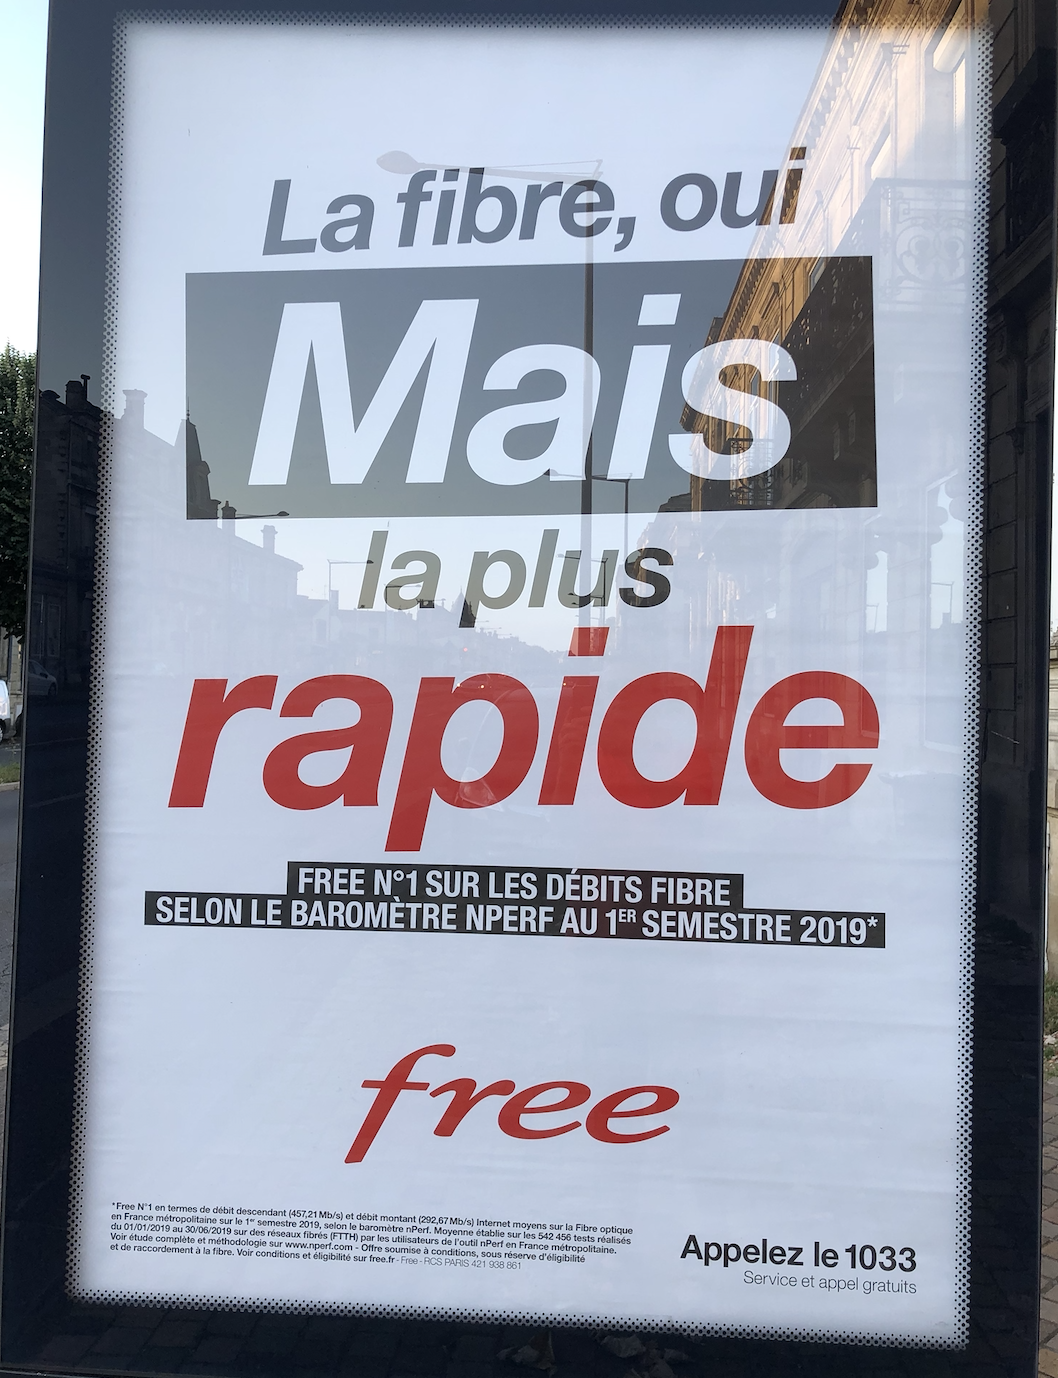 La fibre, oui
Mais
la plus
rapide
FREE N°1 SUR LES DÉBITS FIBRE
SELON LE BAROMÈTRE NPERF AU 1ER SEMESTRE 2019*
free
*Free N°1 en termes de débit descendant (457,21 Mb/s) et débit montant (292,67 Mb/s) Internet moyens sur la Fibre optique
en France métropolitaine sur le 1er semestre 2019, selon le baromètre nPerf. Moyenne établie sur les 542 456 tests réalisés
du 01/01/2019 au 30/06/2019 sur des réseaux fibrés (FTTH) par les utilisateurs de l'outil nPerf en France métropolitaine.
Voir étude complète et méthodologie sur www.nperf.com - Offre soumise à conditions, sous réserve d'éligibilité
et de raccordement à la fibre. Voir conditions et éligibilité sur free.fr - Free - RCS PARIS 421 938 861
Appelez le 1033
Service et appel gratuits